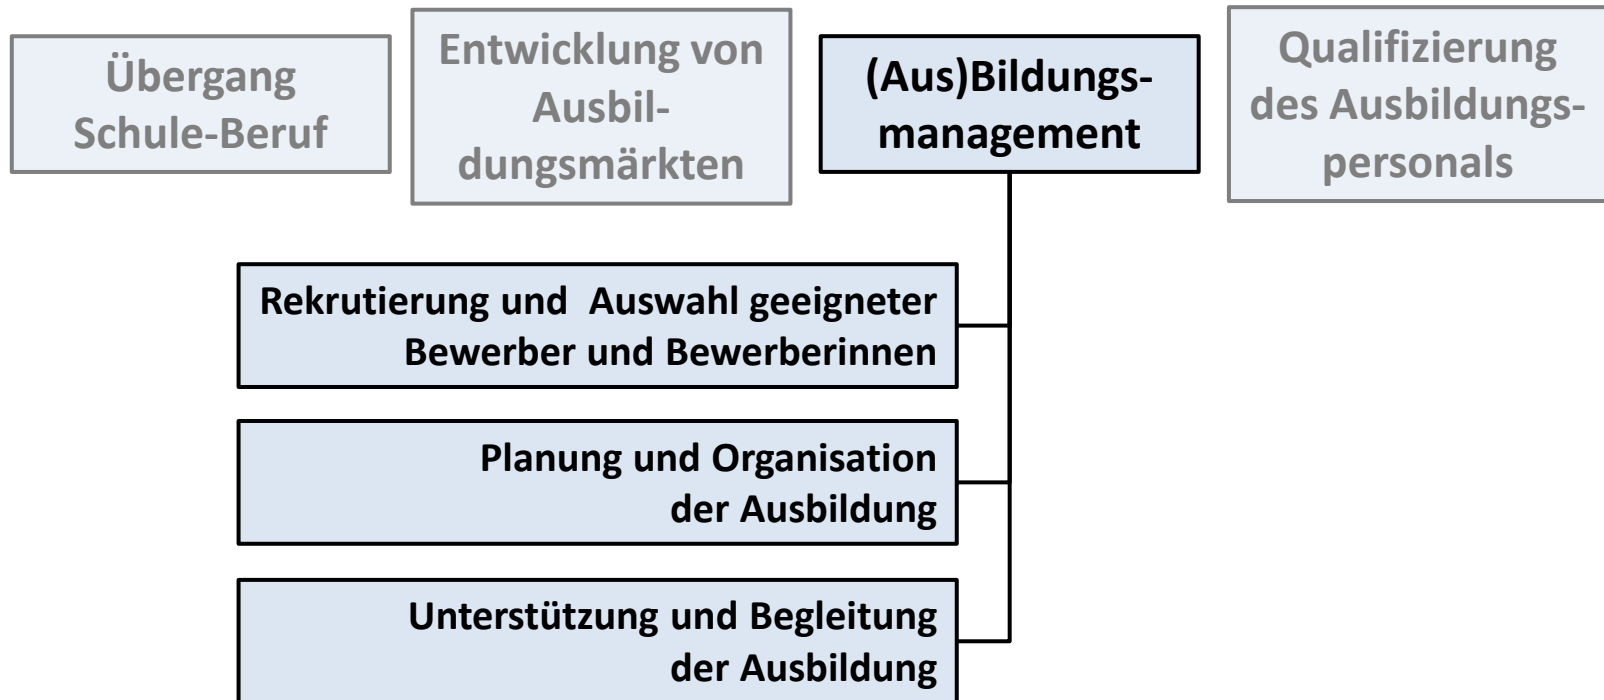 Übergang
Schule-Beruf
Entwicklung von
Ausbil-
dungsmärkten
(Aus)Bildungs-
management
Qualifizierung
des Ausbildungs-
personals
Rekrutierung und  Auswahl geeigneter
Bewerber und Bewerberinnen
Planung und Organisation
der Ausbildung
Unterstützung und Begleitung
der Ausbildung